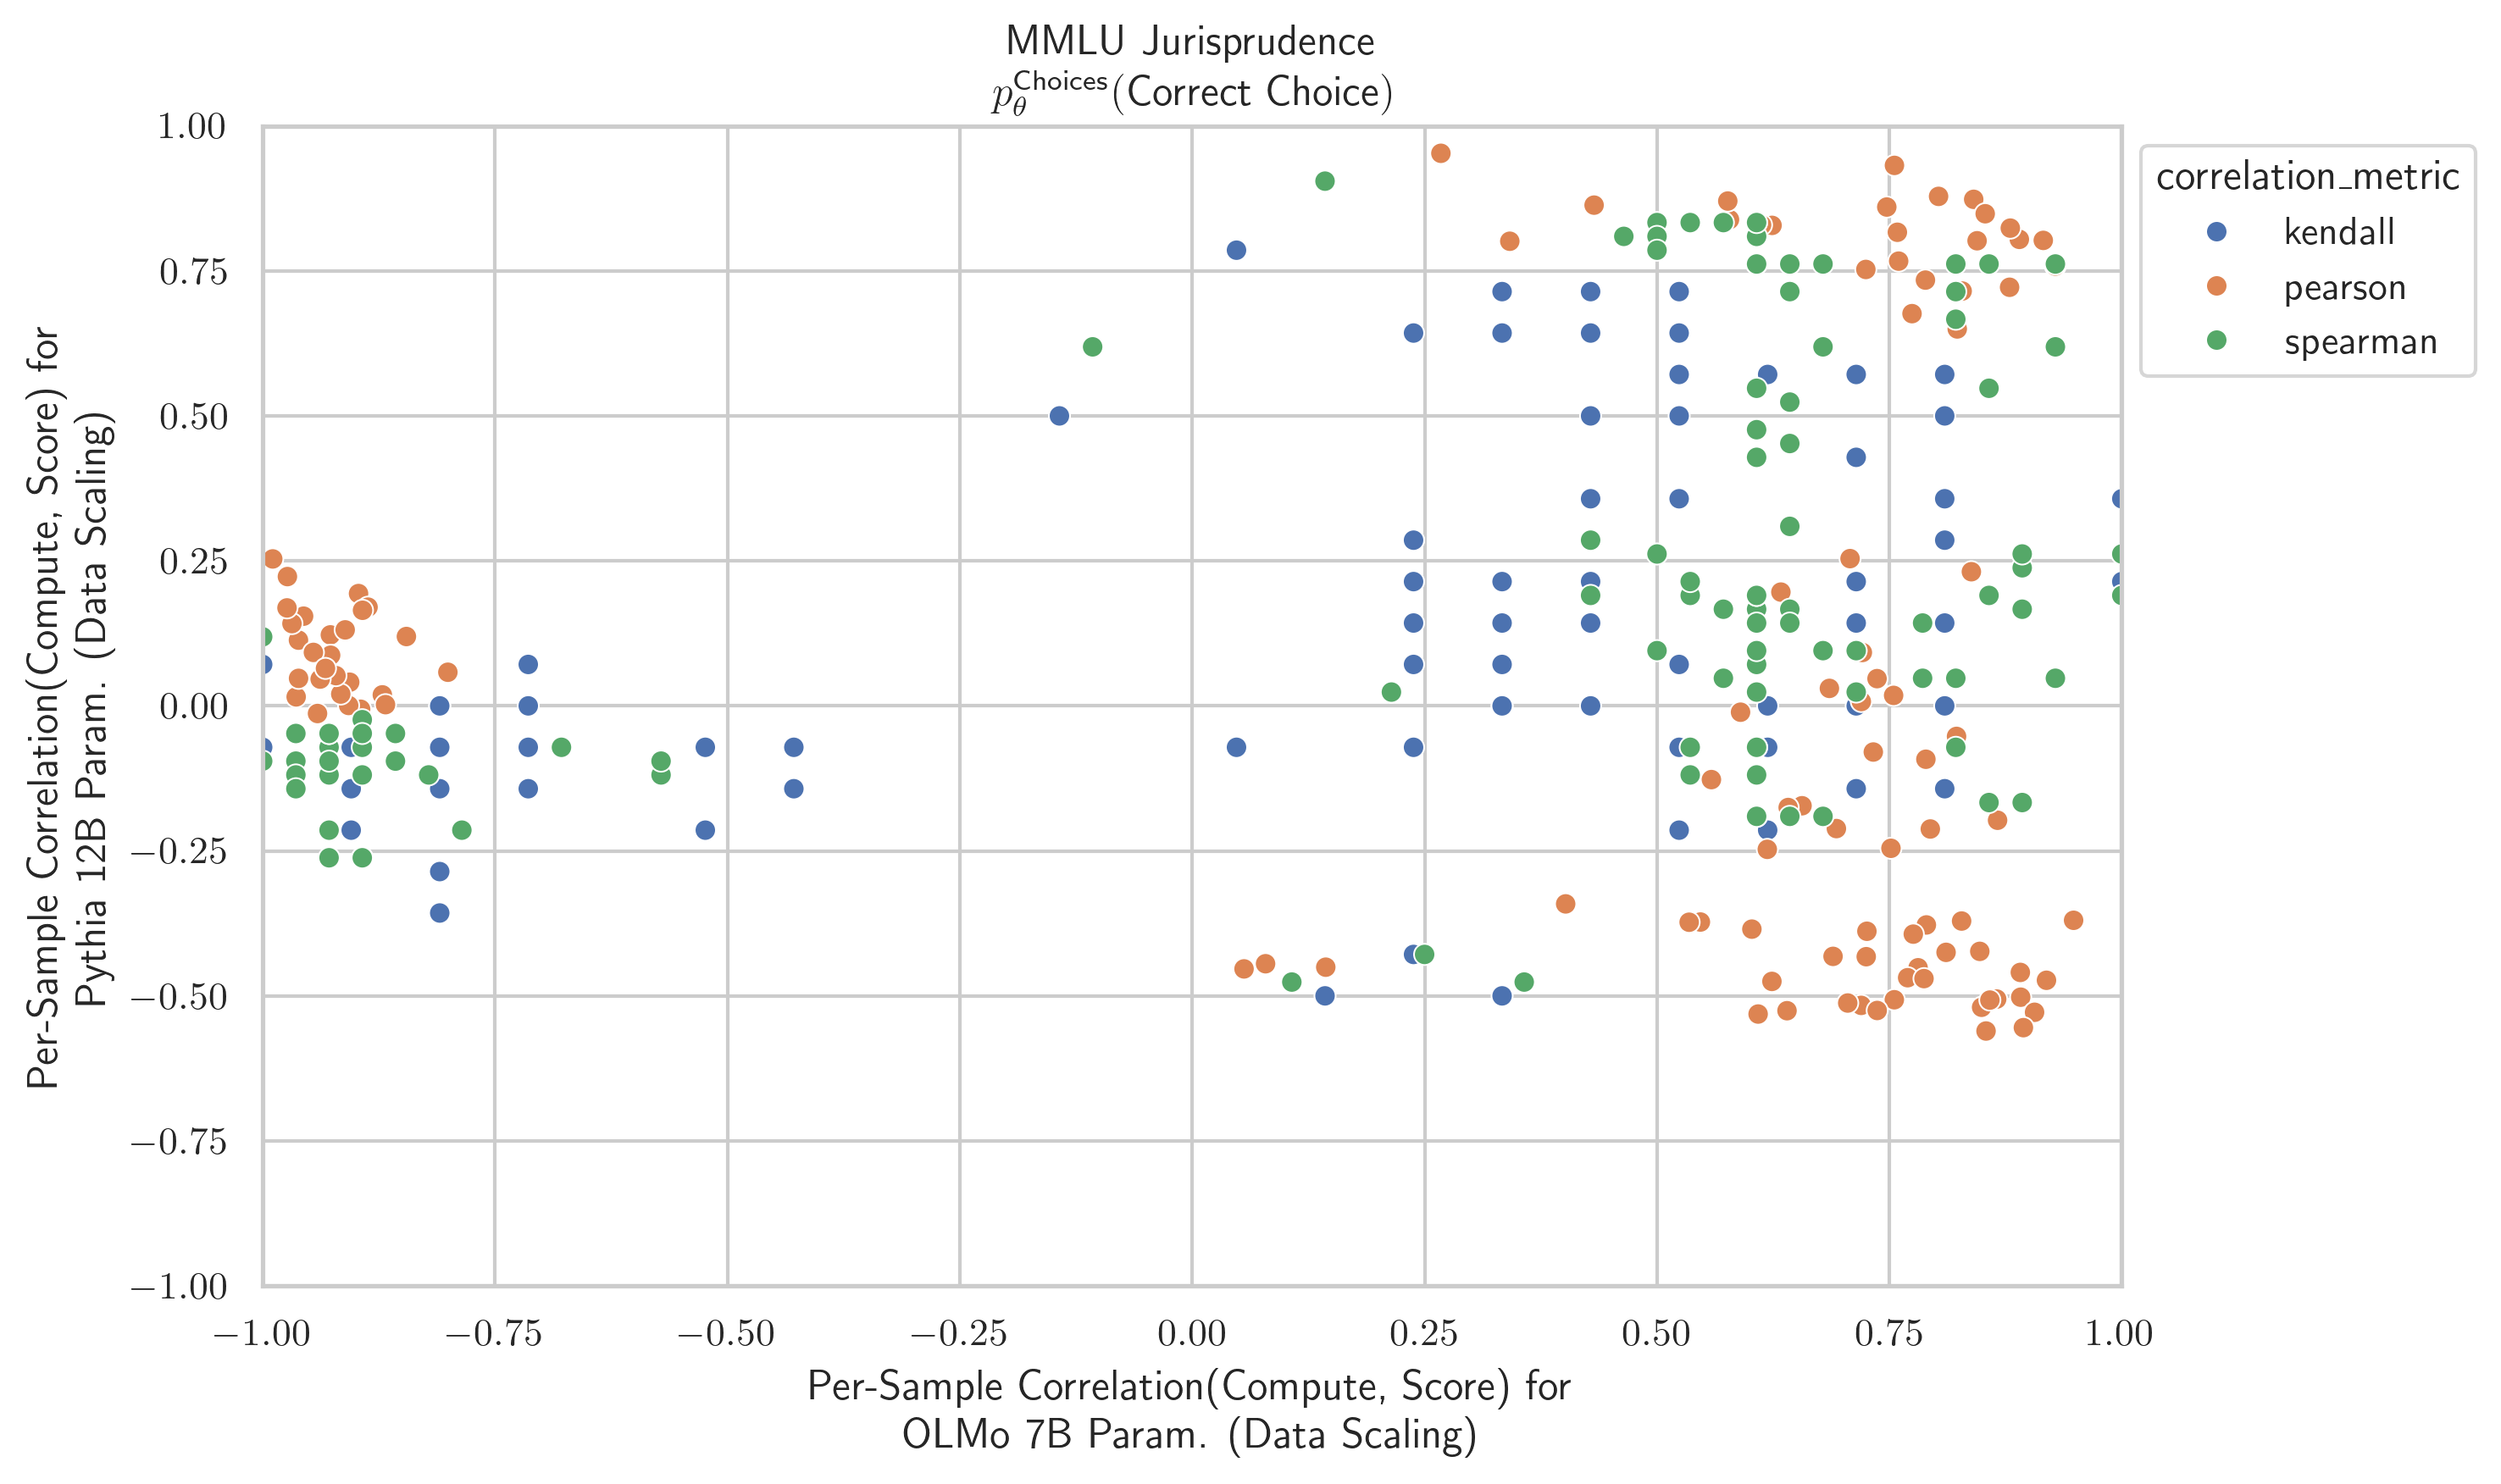 MMLU Jurisprudence
p_θ^Choices(Correct Choice)
1.00
0.75
0.50
0.25
0.00
−0.25
−0.50
−0.75
−1.00
Per-Sample Correlation(Compute, Score) for
Pythia 12B Param. (Data Scaling)
correlation_metric
kendall
pearson
spearman
−1.00 −0.75 −0.50 −0.25 0.00 0.25 0.50 0.75 1.00
Per-Sample Correlation(Compute, Score) for
OLMo 7B Param. (Data Scaling)